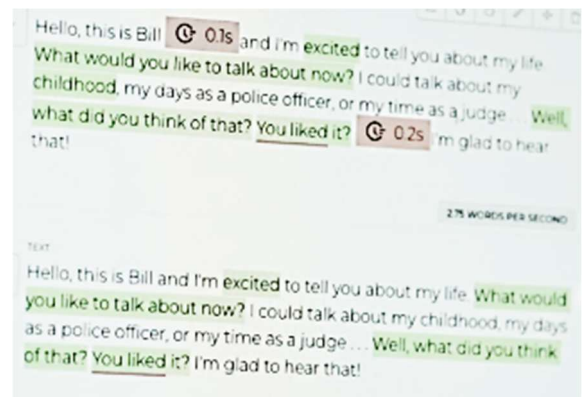 Hello, this is Bill 0.1s and I'm excited to tell you about my life.
What would you like to talk about now? I could talk about my
childhood, my days as a police officer, or my time as a judge... Well,
what did you think of that? You liked it? 0.2s I'm glad to hear
that!
2.75 WORDS PER SECOND
TEXT
Hello, this is Bill and I'm excited to tell you about my life. What would
you like to talk about now? I could talk about my childhood, my days
as a police officer, or my time as a judge... Well, what did you think
of that? You liked it? I'm glad to hear that!